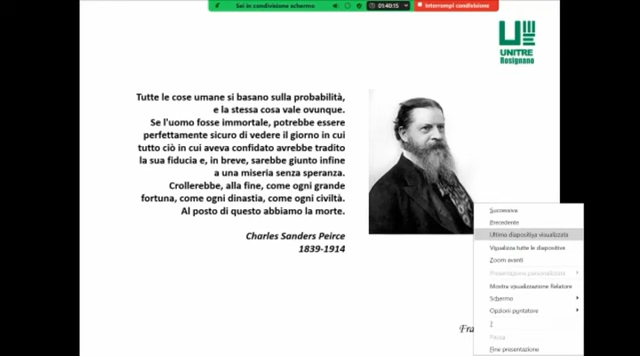 Sei in condivisione schermo
01:40:15
Interrompi condivisione
UNITRE
Rosignano
Tutte le cose umane si basano sulla probabilità,
e la stessa cosa vale ovunque.
Se l'uomo fosse immortale, potrebbe essere
perfettamente sicuro di vedere il giorno in cui
tutto ciò in cui aveva confidato avrebbe tradito
la sua fiducia e, in breve, sarebbe giunto infine
a una miseria senza speranza.
Crollerebbe, alla fine, come ogni grande
fortuna, come ogni dinastia, come ogni civiltà.
Al posto di questo abbiamo la morte.
Charles Sanders Peirce
1839-1914
Fra
Successiva
Precedente
Ultima diapositiva visualizzata
Visualizza tutte le diapositive
Zoom avanti
Presentazione personalizzata
Mostra visualizzazione Relatore
Schermo
Opzioni puntatore
?
Pausa
Fine presentazione